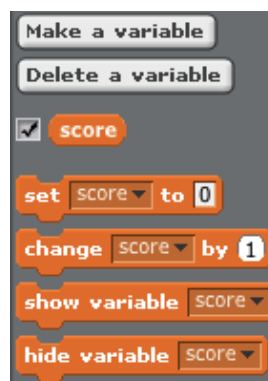 Make a variable
Delete a variable
score
set score to 0
change score by 1
show variable score
hide variable score